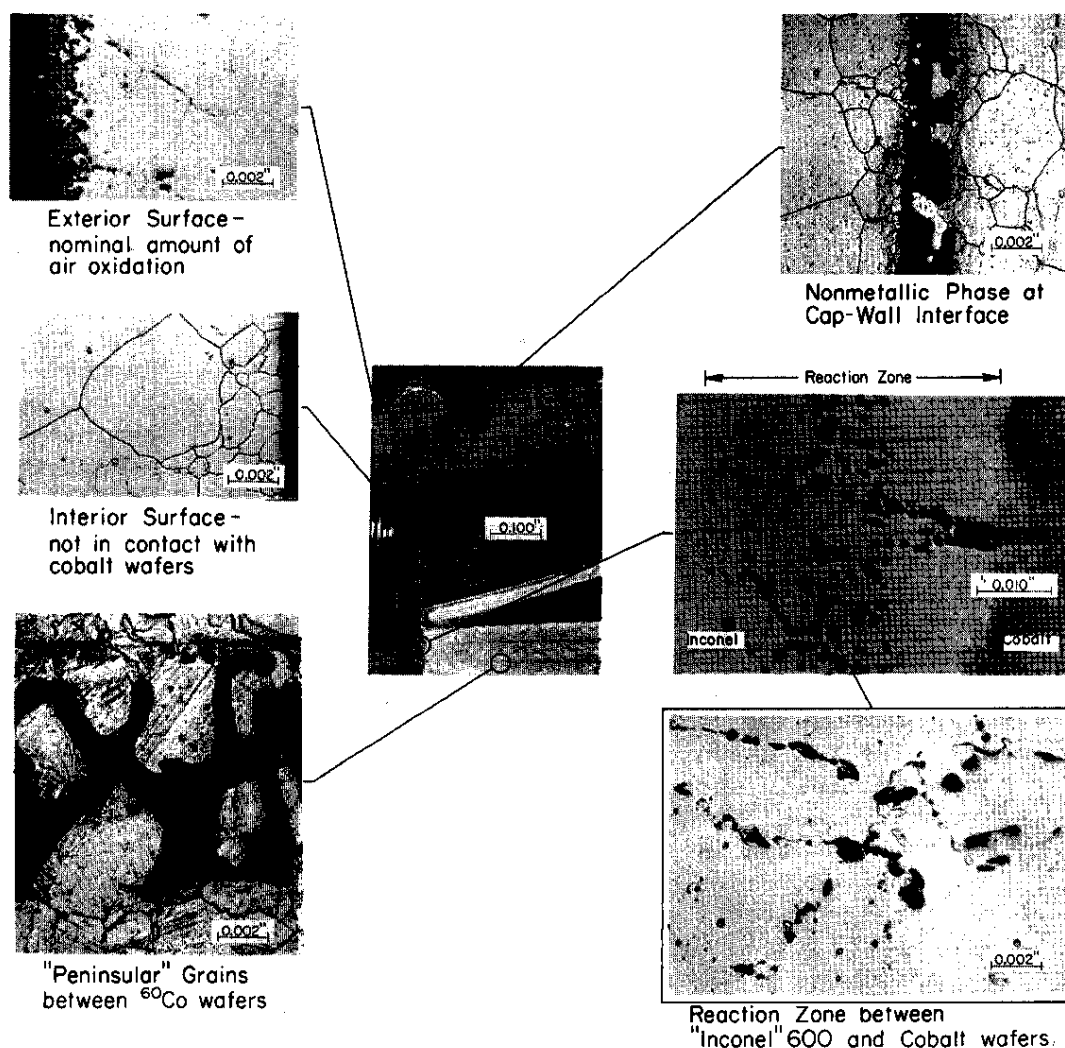 0.002"
Exterior Surface-
nominal amount of
air oxidation
0.002"
Nonmetallic Phase at
Cap-Wall Interface
0.002"
Interior Surface-
not in contact with
cobalt wafers
0.100"
Reaction Zone
0.010"
Inconel
Cobalt
0.002"
"Peninsular" Grains
between ⁶⁰Co wafers
0.002"
Reaction Zone between
"Inconel" 600 and Cobalt wafers.